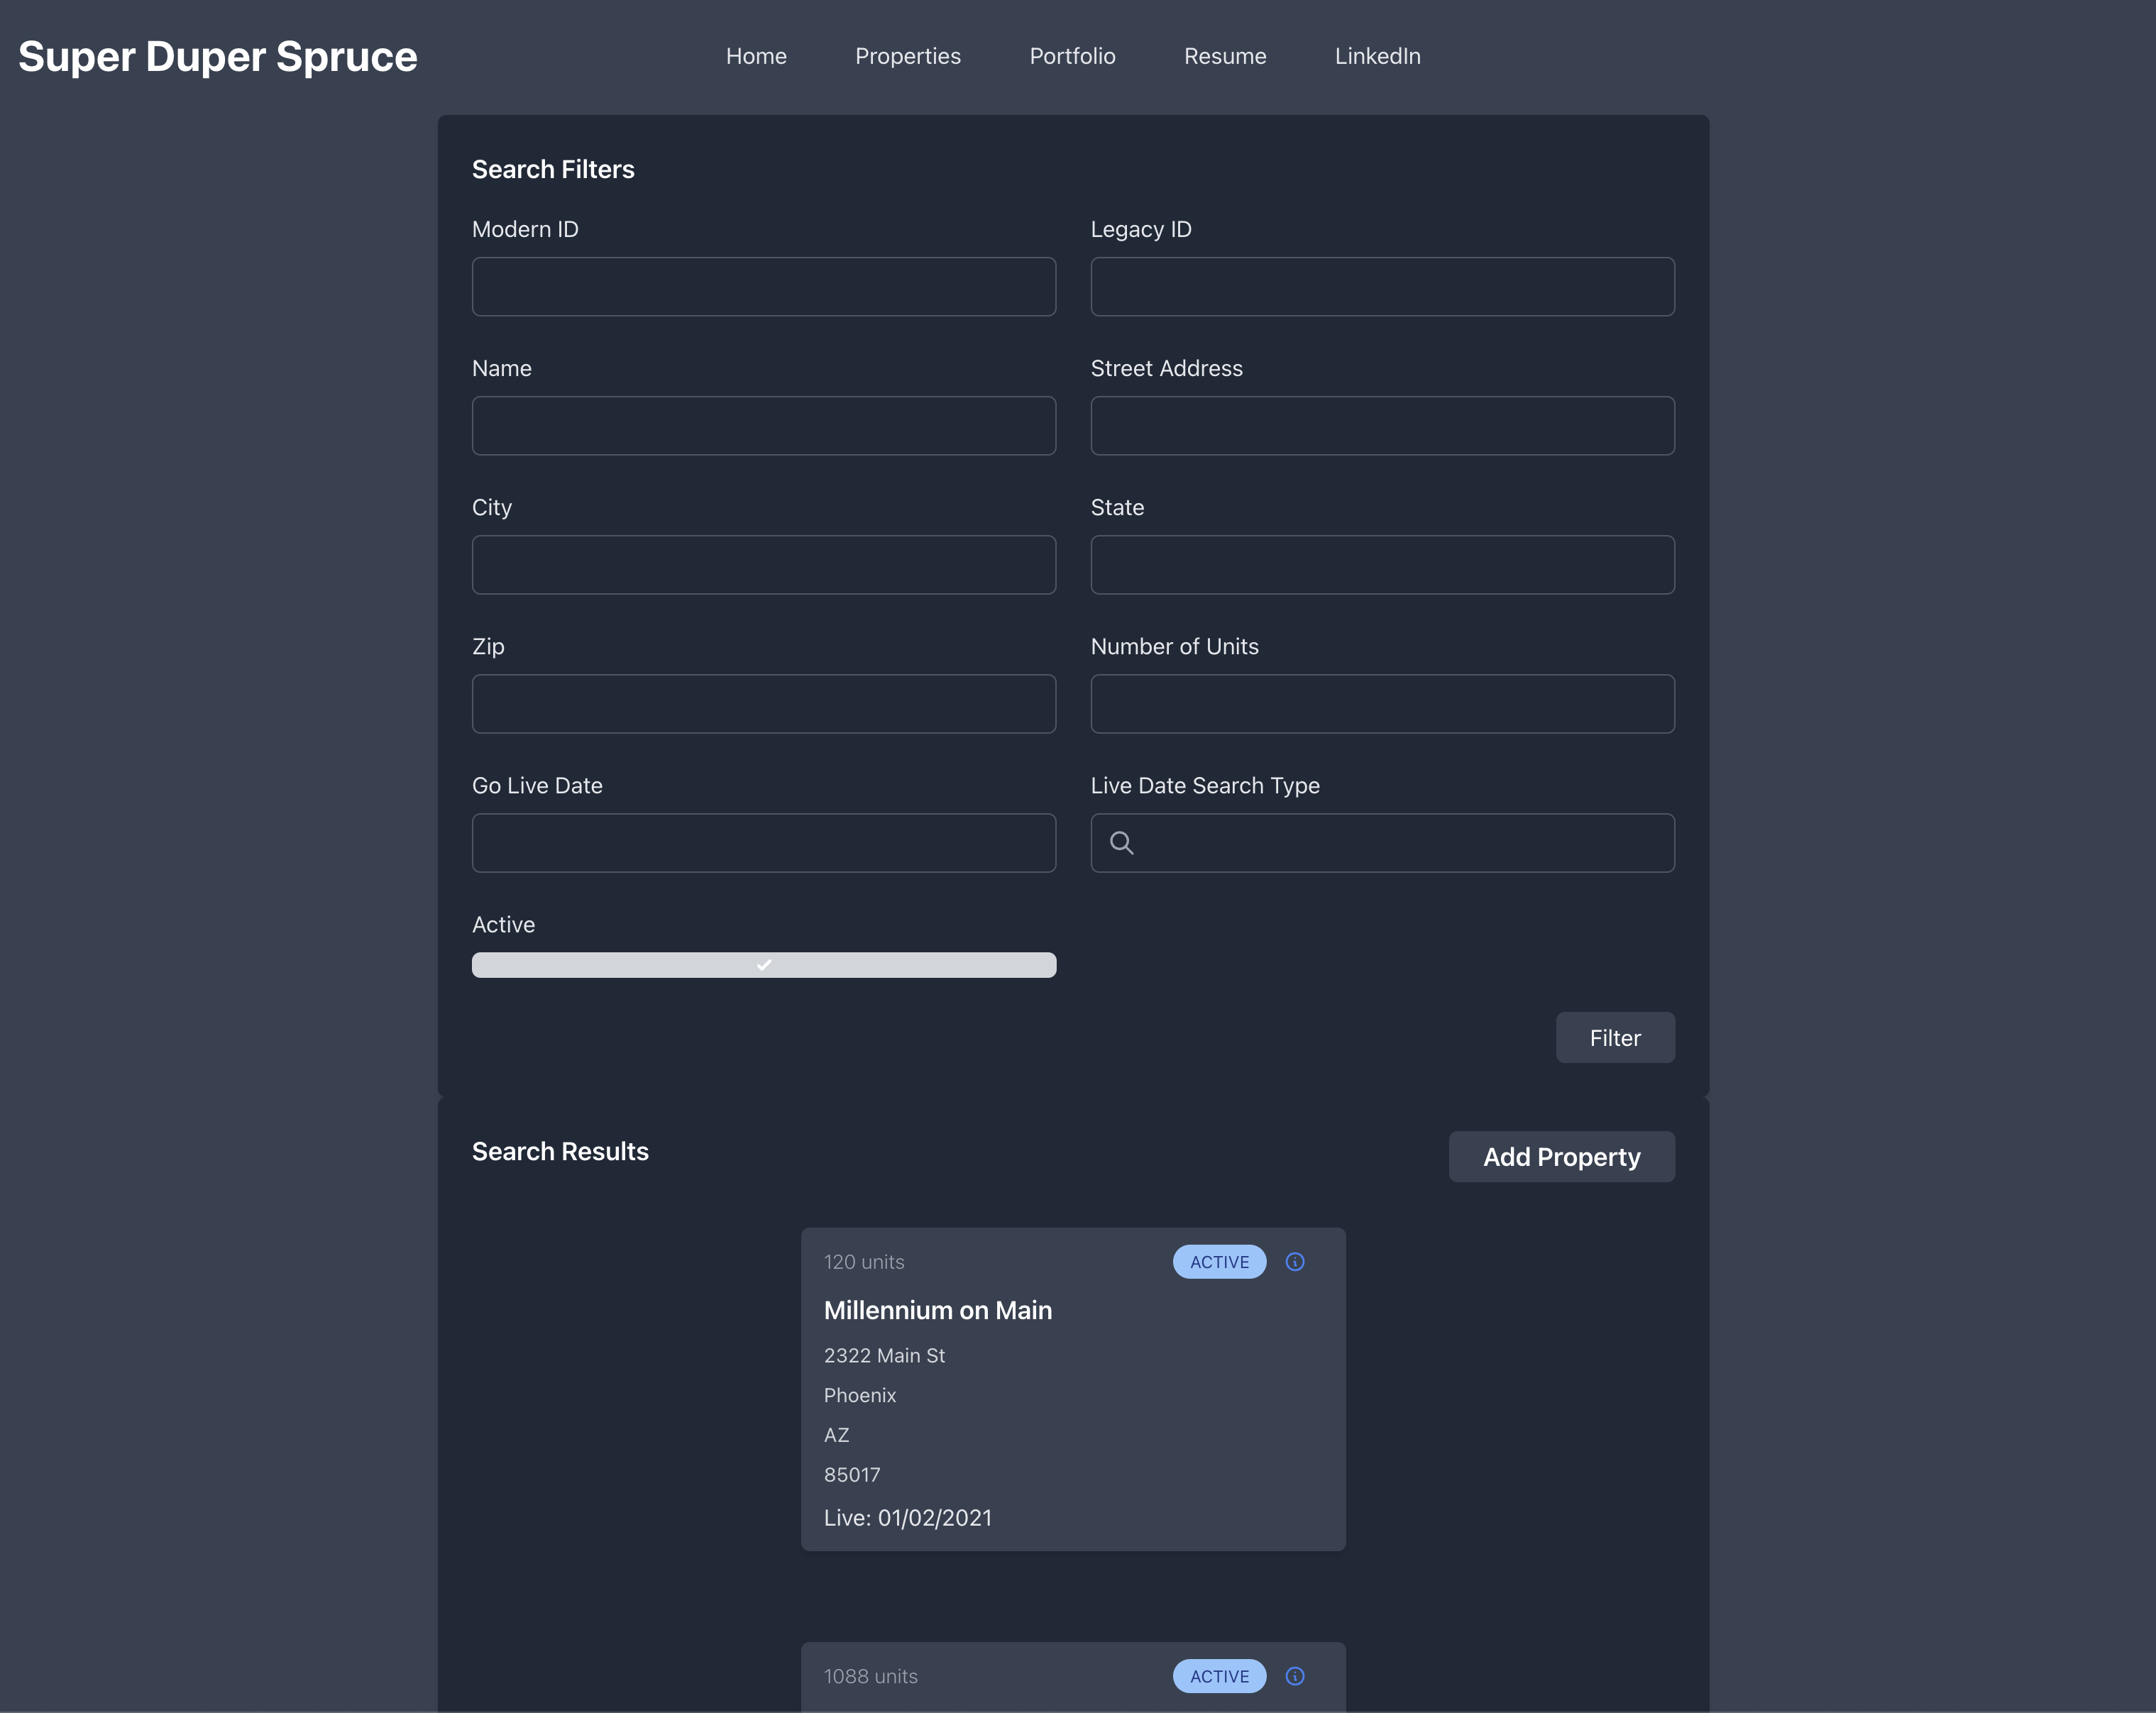 Super Duper Spruce
Home Properties Portfolio Resume LinkedIn
Search Filters
Modern ID
Legacy ID
Name
Street Address
City
State
Zip
Number of Units
Go Live Date
Live Date Search Type
Active
Filter
Search Results
Add Property
120 units
ACTIVE
Millennium on Main
2322 Main St
Phoenix
AZ
85017
Live: 01/02/2021
1088 units
ACTIVE